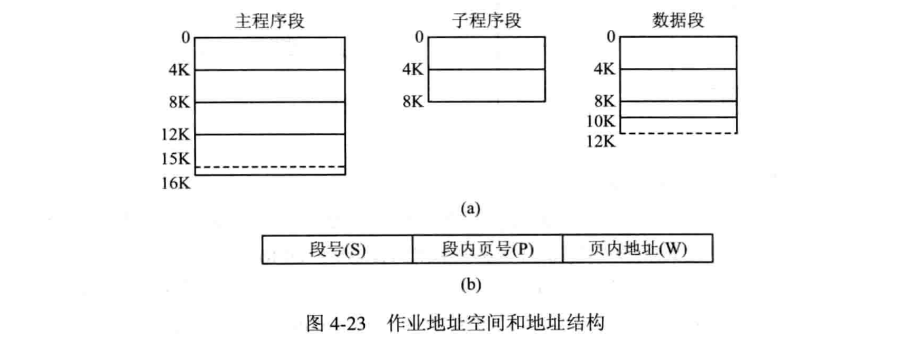 主程序段 子程序段 数据段
0 0 0
4K 4K 4K
8K 8K 8K
10K
12K 12K
15K
16K
(a)
段号(S) 段内页号(P) 页内地址(W)
(b)
图 4-23 作业地址空间和地址结构